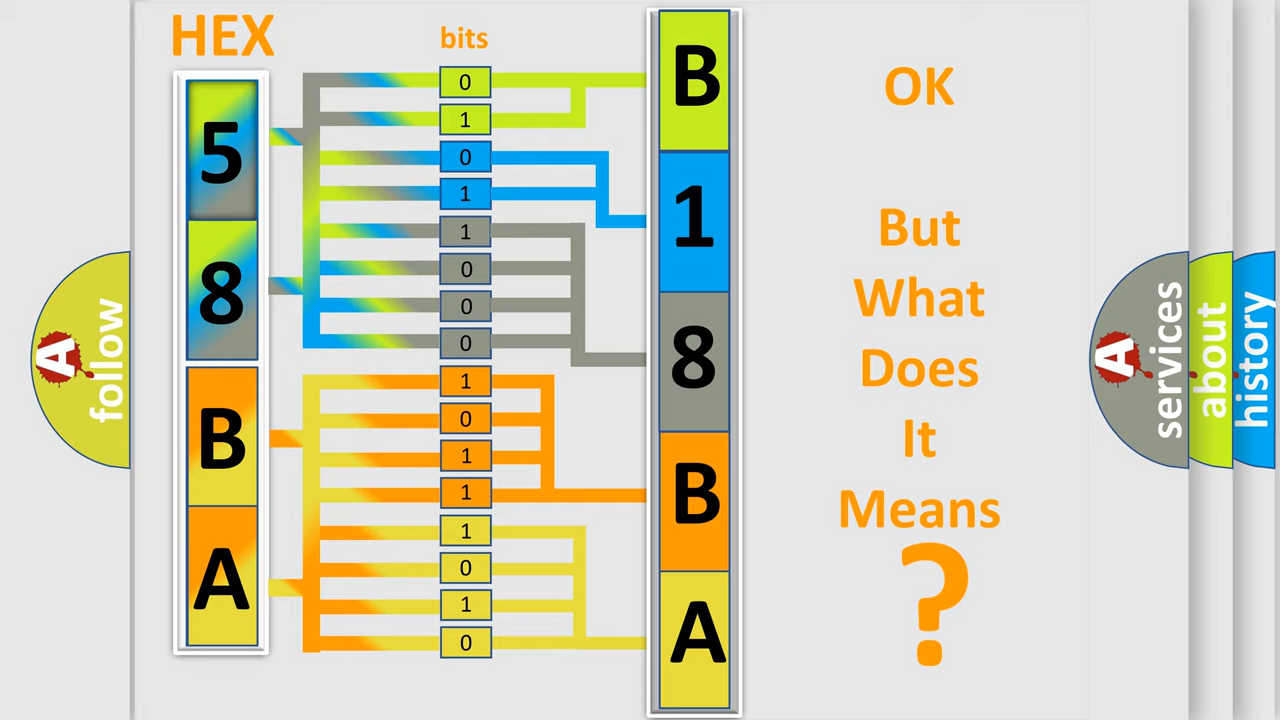 HEX
bits
5
8
B
A
0
1
0
1
1
0
0
0
1
0
1
1
1
0
1
0
B
1
8
B
A
OK
But
What
Does
It
Means
?
A
follow
A
services
about
history